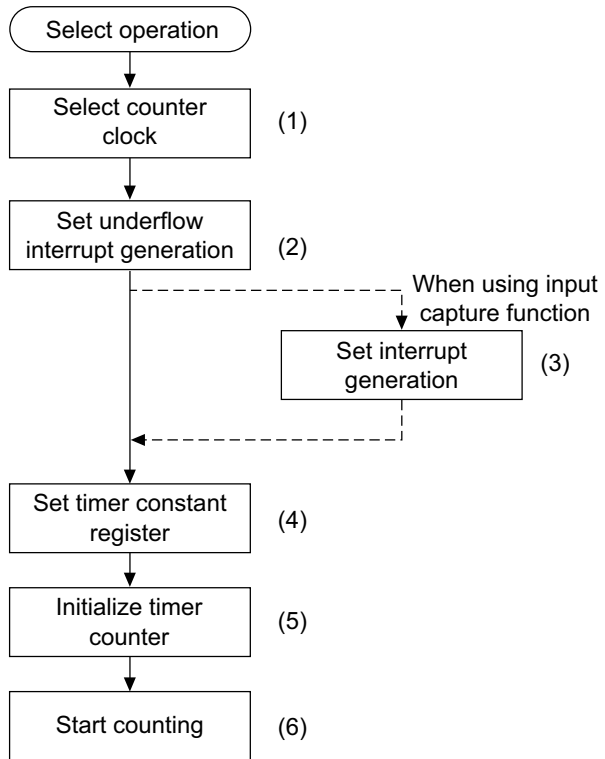 Select operation
Select counter
clock
(1)
Set underflow
interrupt generation
(2)
When using input
capture function
Set interrupt
generation
(3)
Set timer constant
register
(4)
Initialize timer
counter
(5)
Start counting
(6)